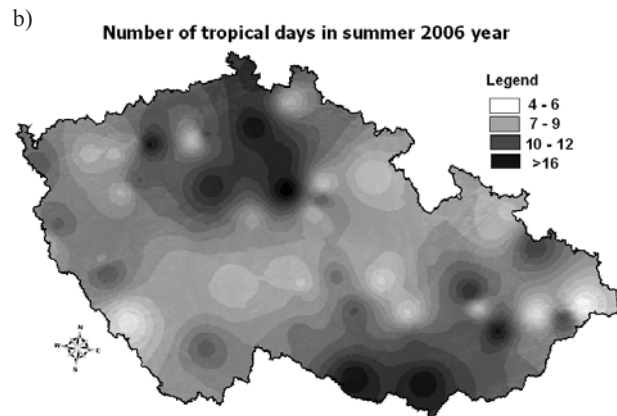 b)
Number of tropical days in summer 2006 year
Legend
4 - 6
7 - 9
10 - 12
>16
N
W E
S